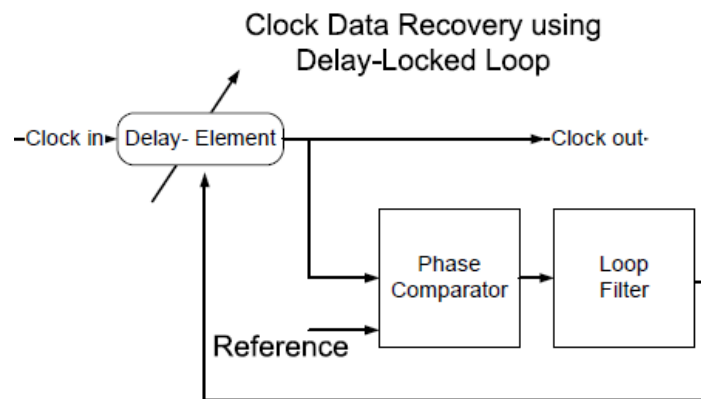 Clock Data Recovery using
Delay-Locked Loop
Clock in
Delay- Element
Clock out
Phase
Comparator
Loop
Filter
Reference